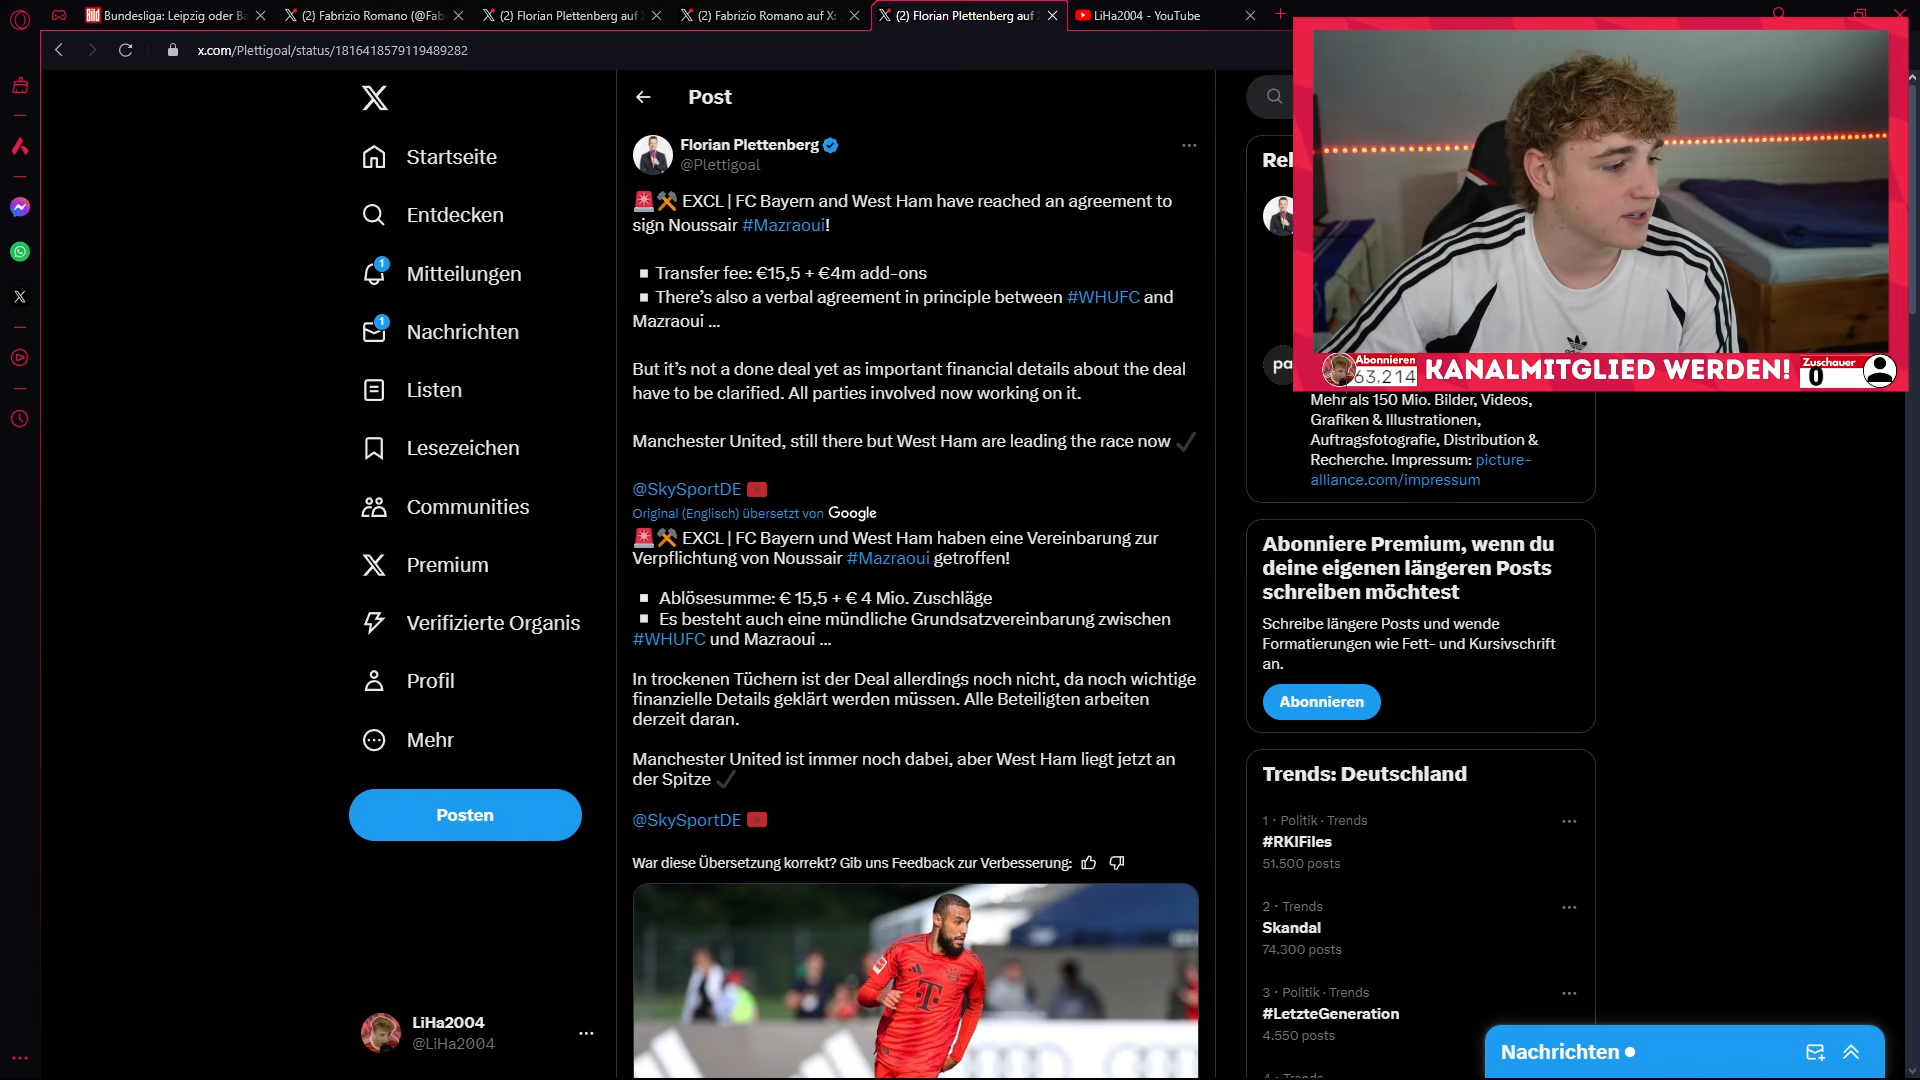 Bundesliga: Leipzig oder Ba
(2) Fabrizio Romano (@Fab
(2) Florian Plettenberg auf
(2) Fabrizio Romano auf X:
(2) Florian Plettenberg auf
LiHa2004 - YouTube
x.com/Plettigoal/status/1816418579119489282
Startseite
Entdecken
1
Mitteilungen
1
Nachrichten
Listen
Lesezeichen
Communities
Premium
Verifizierte Organis
Profil
Mehr
Posten
LiHa2004
@LiHa2004
Post
Florian Plettenberg
@Plettigoal
🚨⚒️ EXCL | FC Bayern and West Ham have reached an agreement to
sign Noussair #Mazraoui!
▪️ Transfer fee: €15,5 + €4m add-ons
▪️ There’s also a verbal agreement in principle between #WHUFC and
Mazraoui ...
But it’s not a done deal yet as important financial details about the deal
have to be clarified. All parties involved now working on it.
Manchester United, still there but West Ham are leading the race now ✔️
@SkySportDE 🇲🇦
Original (Englisch) übersetzt von Google
🚨⚒️ EXCL | FC Bayern und West Ham haben eine Vereinbarung zur
Verpflichtung von Noussair #Mazraoui getroffen!
▪️ Ablösesumme: € 15,5 + € 4 Mio. Zuschläge
▪️ Es besteht auch eine mündliche Grundsatzvereinbarung zwischen
#WHUFC und Mazraoui ...
In trockenen Tüchern ist der Deal allerdings noch nicht, da noch wichtige
finanzielle Details geklärt werden müssen. Alle Beteiligten arbeiten
derzeit daran.
Manchester United ist immer noch dabei, aber West Ham liegt jetzt an
der Spitze ✔️
@SkySportDE 🇲🇦
War diese Übersetzung korrekt? Gib uns Feedback zur Verbesserung:
T
Rel
pa
Abonnieren
63,214
KANALMITGLIED WERDEN!
Zuschauer
0
Mehr als 150 Mio. Bilder, Videos,
Grafiken & Illustrationen,
Auftragsfotografie, Distribution &
Recherche. Impressum: picture-
alliance.com/impressum
Abonniere Premium, wenn du
deine eigenen längeren Posts
schreiben möchtest
Schreibe längere Posts und wende
Formatierungen wie Fett- und Kursivschrift
an.
Abonnieren
Trends: Deutschland
1 · Politik · Trends
#RKIFiles
51.500 posts
2 · Trends
Skandal
74.300 posts
3 · Politik · Trends
#LetzteGeneration
4.550 posts
Nachrichten